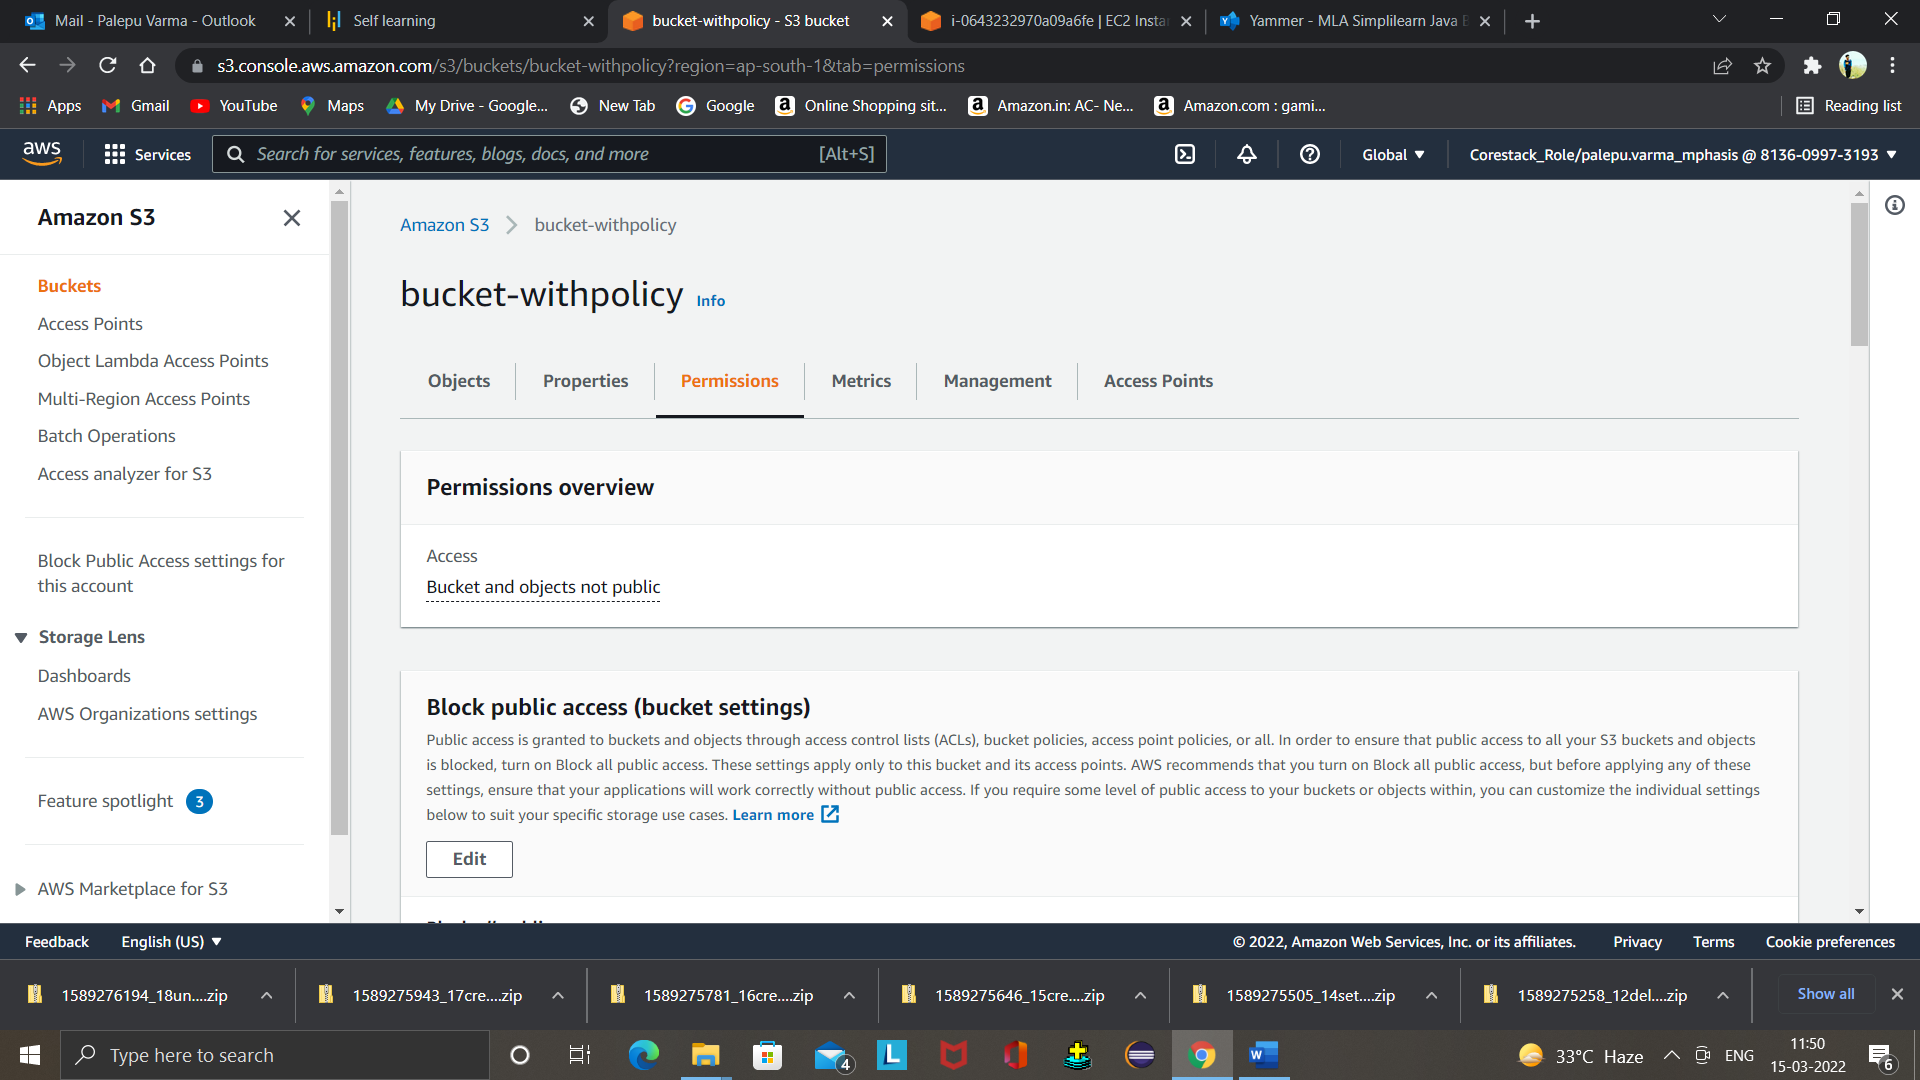 Mail - Palepu Varma - Outlook
Self learning
bucket-withpolicy - S3 bucket
i-0643232970a09a6fe | EC2 Insta
Yammer - MLA Simplilearn Java B
s3.console.aws.amazon.com/s3/buckets/bucket-withpolicy?region=ap-south-1&tab=permissions
Apps
Gmail
YouTube
Maps
My Drive - Google...
New Tab
Google
Online Shopping sit...
Amazon.in: AC- Ne...
Amazon.com : gami...
Reading list
aws
Services
Search for services, features, blogs, docs, and more
[Alt+S]
Global
Corestack_Role/palepu.varma_mphasis @ 8136-0997-3193
Amazon S3
Buckets
Access Points
Object Lambda Access Points
Multi-Region Access Points
Batch Operations
Access analyzer for S3
Block Public Access settings for
this account
Storage Lens
Dashboards
AWS Organizations settings
Feature spotlight 3
AWS Marketplace for S3
Amazon S3
bucket-withpolicy
bucket-withpolicy Info
Objects
Properties
Permissions
Metrics
Management
Access Points
Permissions overview
Access
Bucket and objects not public
Block public access (bucket settings)
Public access is granted to buckets and objects through access control lists (ACLs), bucket policies, access point policies, or all. In order to ensure that public access to all your S3 buckets and objects
is blocked, turn on Block all public access. These settings apply only to this bucket and its access points. AWS recommends that you turn on Block all public access, but before applying any of these
settings, ensure that your applications will work correctly without public access. If you require some level of public access to your buckets or objects within, you can customize the individual settings
below to suit your specific storage use cases. Learn more
Edit
Feedback
English (US)
© 2022, Amazon Web Services, Inc. or its affiliates.
Privacy
Terms
Cookie preferences
1589276194_18un....zip
1589275943_17cre....zip
1589275781_16cre....zip
1589275646_15cre....zip
1589275505_14set....zip
1589275258_12del....zip
Show all
Type here to search
4
L
W
33°C Haze
ENG
11:50
15-03-2022
6